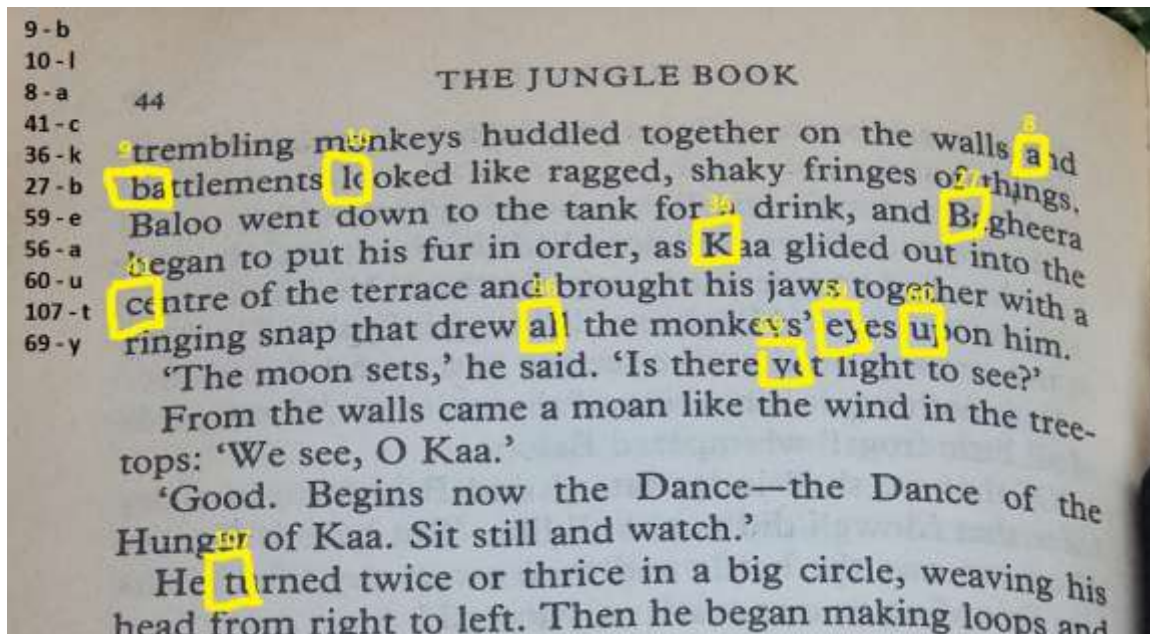 9 - b
10 - l
8 - a
41 - c
36 - k
27 - b
59 - e
56 - a
60 - u
107 - t
69 - y
THE JUNGLE BOOK
44
trembling monkeys huddled together on the walls and
battlements looked like ragged, shaky fringes of things.
Baloo went down to the tank for a drink, and Bagheera
began to put his fur in order, as Kaa glided out into the
centre of the terrace and brought his jaws together with a
ringing snap that drew all the monkeys' eyes upon him.
'The moon sets,' he said. 'Is there yet light to see?'
From the walls came a moan like the wind in the tree-
tops: 'We see, O Kaa.'
'Good. Begins now the Dance—the Dance of the
Hunger of Kaa. Sit still and watch.'
He turned twice or thrice in a big circle, weaving his
head from right to left. Then he began making loops and